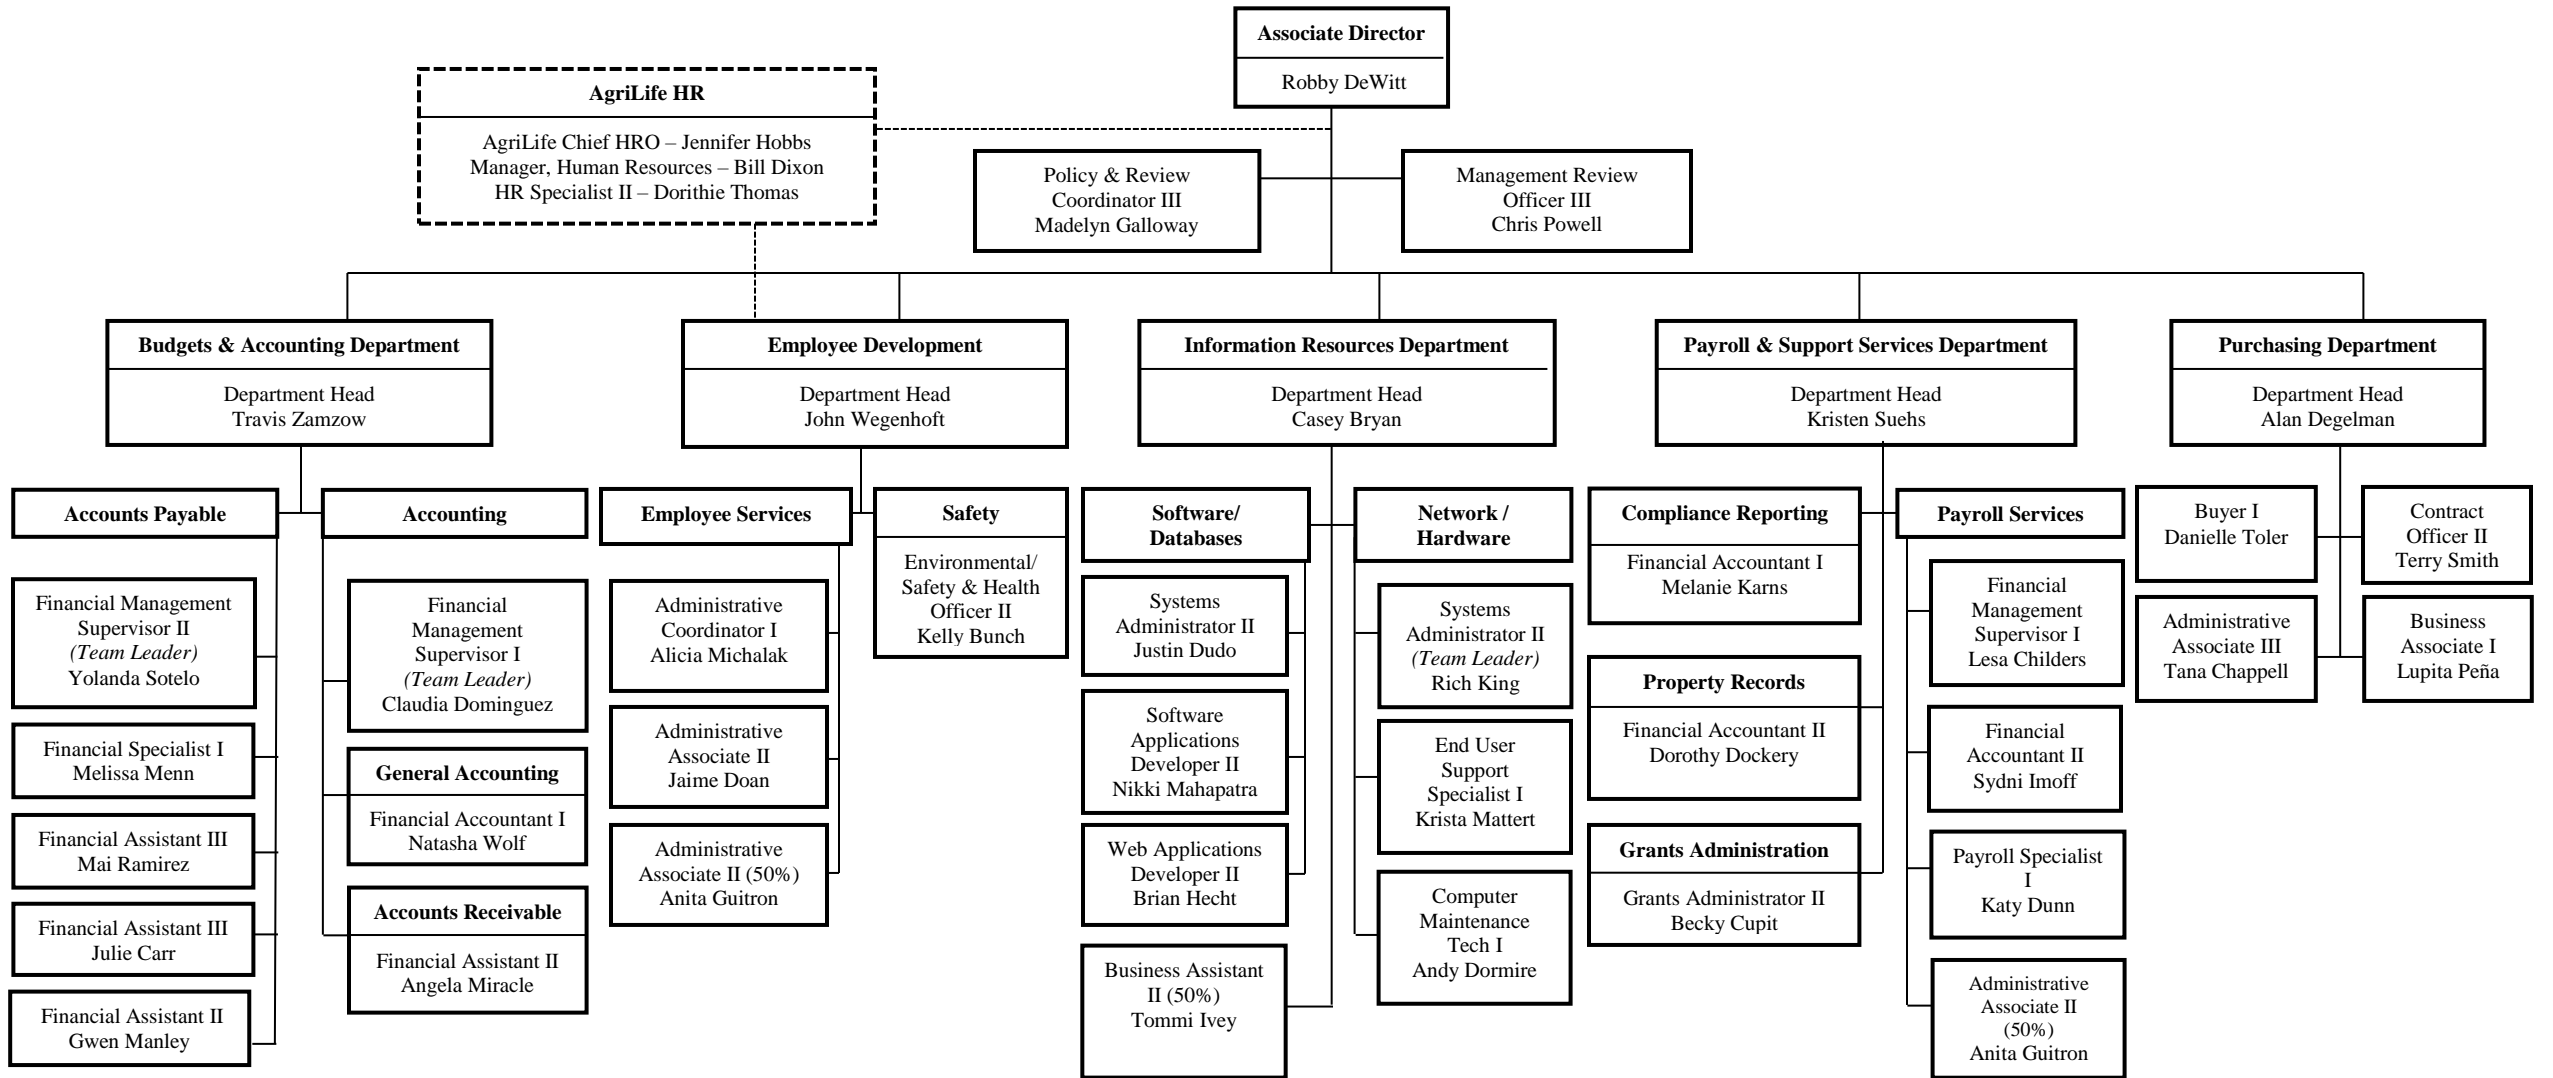 Associate Director
Robby DeWitt
AgriLife HR
AgriLife Chief HRO – Jennifer Hobbs
Manager, Human Resources – Bill Dixon
HR Specialist II – Dorithie Thomas
Policy & Review
Coordinator III
Madelyn Galloway
Management Review
Officer III
Chris Powell
Budgets & Accounting Department
Department Head
Travis Zamzow
Employee Development
Department Head
John Wegenhoft
Information Resources Department
Department Head
Casey Bryan
Payroll & Support Services Department
Department Head
Kristen Suehs
Purchasing Department
Department Head
Alan Degelman
Accounts Payable
Financial Management
Supervisor II
(Team Leader)
Yolanda Sotelo
Financial Specialist I
Melissa Menn
Financial Assistant III
Mai Ramirez
Financial Assistant III
Julie Carr
Financial Assistant II
Gwen Manley
Accounting
Financial
Management
Supervisor I
(Team Leader)
Claudia Dominguez
General Accounting
Financial Accountant I
Natasha Wolf
Accounts Receivable
Financial Assistant II
Angela Miracle
Employee Services
Administrative
Coordinator I
Alicia Michalak
Administrative
Associate II
Jaime Doan
Administrative
Associate II (50%)
Anita Guitron
Safety
Environmental/
Safety & Health
Officer II
Kelly Bunch
Software/
Databases
Systems
Administrator II
Justin Dudo
Software
Applications
Developer II
Nikki Mahapatra
Web Applications
Developer II
Brian Hecht
Business Assistant
II (50%)
Tommi Ivey
Network /
Hardware
Systems
Administrator II
(Team Leader)
Rich King
End User
Support
Specialist I
Krista Mattert
Computer
Maintenance
Tech I
Andy Dormire
Compliance Reporting
Financial Accountant I
Melanie Karns
Property Records
Financial Accountant II
Dorothy Dockery
Grants Administration
Grants Administrator II
Becky Cupit
Payroll Services
Financial
Management
Supervisor I
Lesa Childers
Financial
Accountant II
Sydni Imoff
Payroll Specialist
I
Katy Dunn
Administrative
Associate II
(50%)
Anita Guitron
Buyer I
Danielle Toler
Contract
Officer II
Terry Smith
Administrative
Associate III
Tana Chappell
Business
Associate I
Lupita Peña